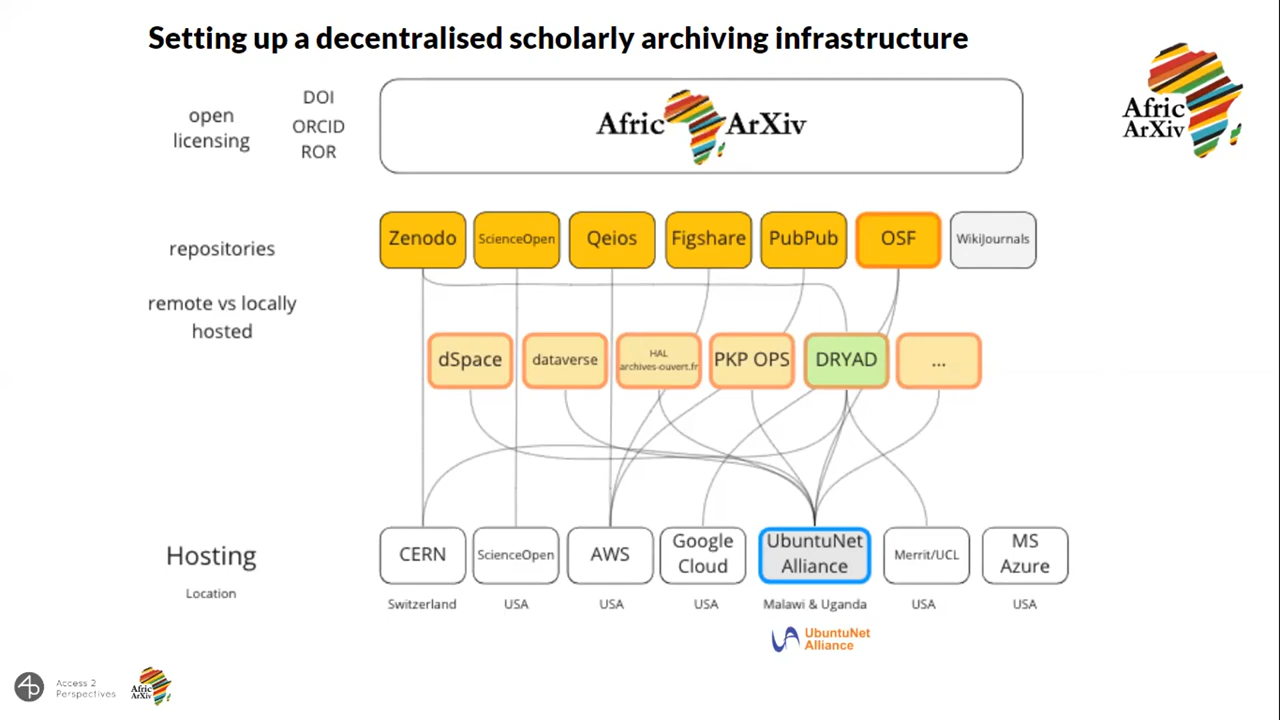 Setting up a decentralised scholarly archiving infrastructure
Afric
ArXiv
open
licensing
DOI
ORCID
ROR
Afric ArXiv
repositories
Zenodo
ScienceOpen
Qeios
Figshare
PubPub
OSF
WikiJournals
remote vs locally
hosted
dSpace
dataverse
HAL
archives-ouvert.fr
PKP OPS
DRYAD
...
Hosting
Location
CERN
ScienceOpen
AWS
Google
Cloud
UbuntuNet
Alliance
Merrit/UCL
MS
Azure
Switzerland
USA
USA
USA
Malawi & Uganda
USA
USA
UbuntuNet
Alliance
Access 2
Perspectives
Afric
ArXiv